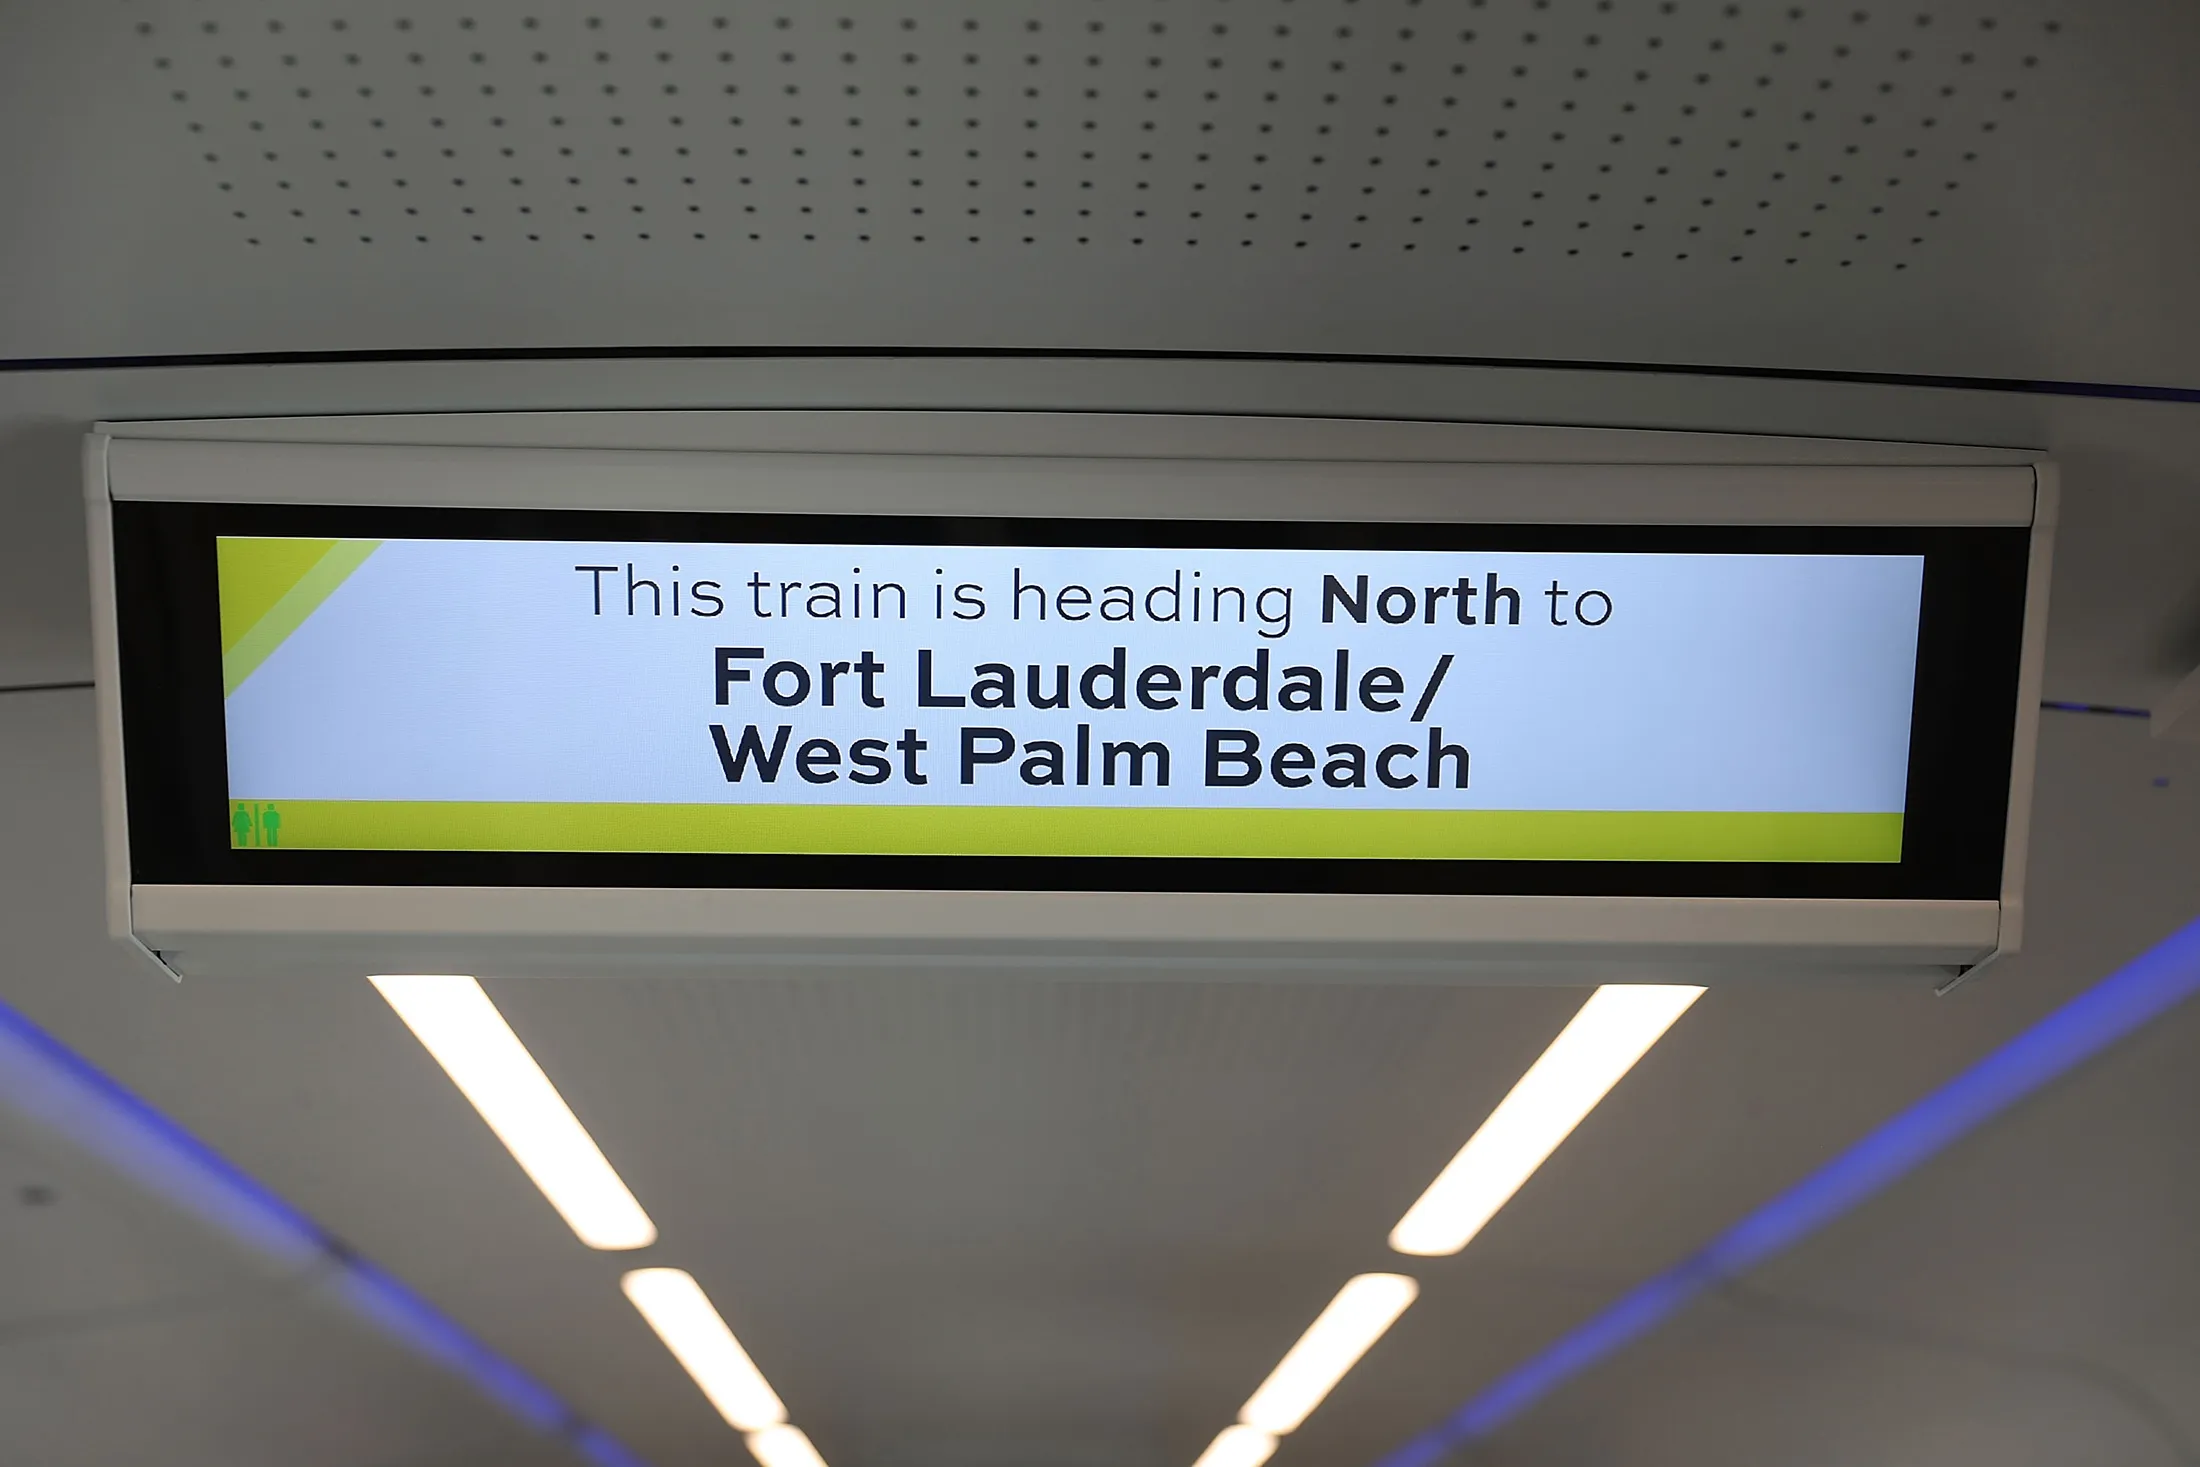 This train is heading North to
Fort Lauderdale/
West Palm Beach